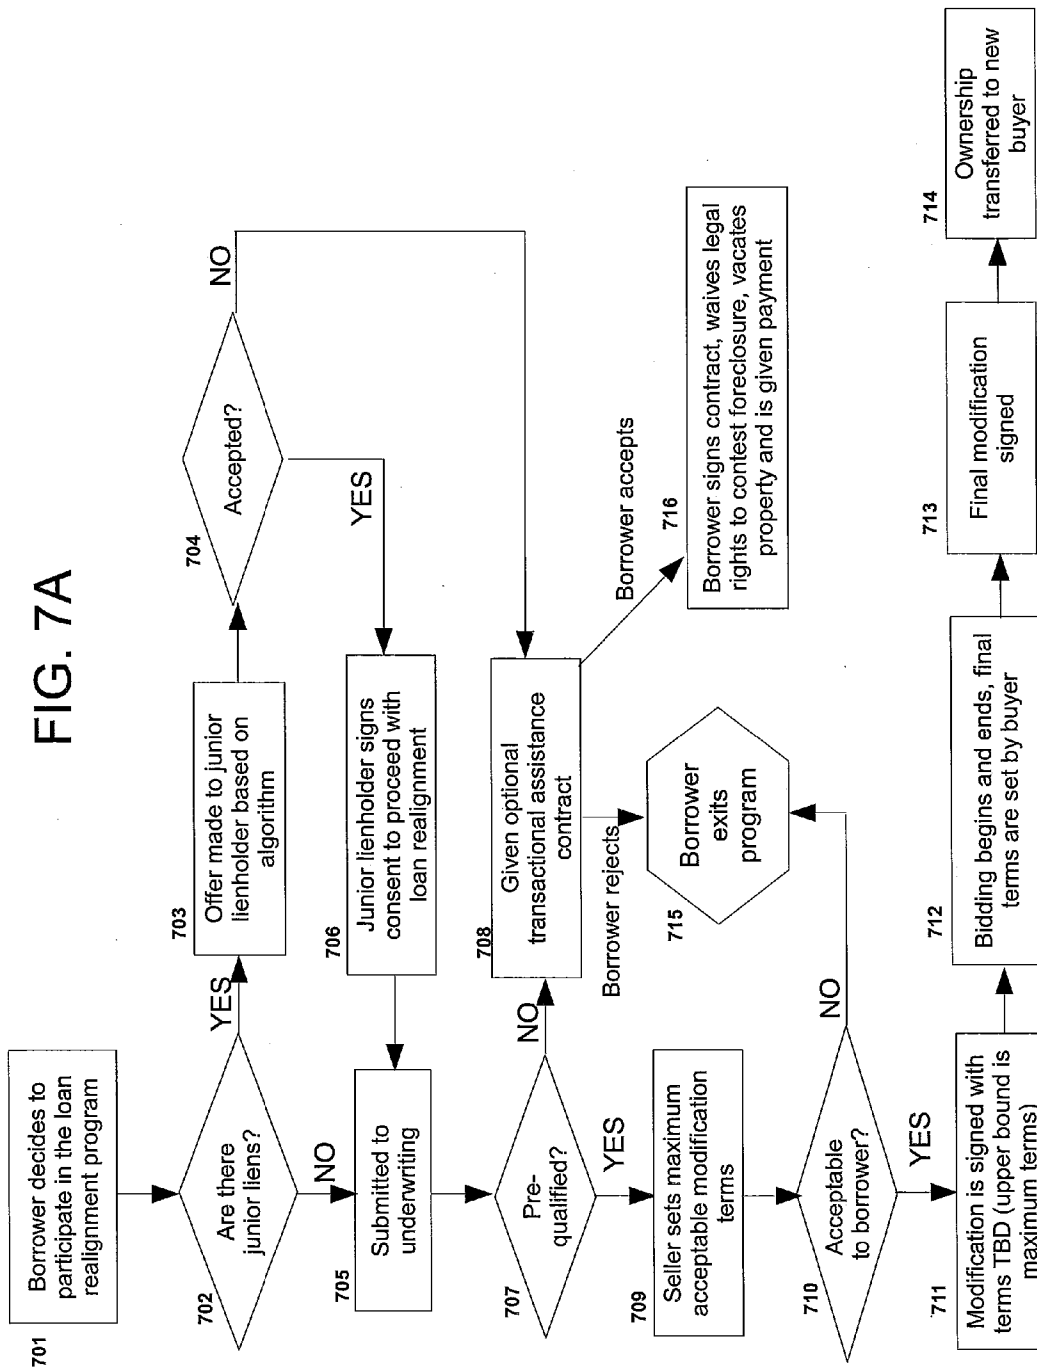 FIG. 7A
701
Borrower decides to
participate in the loan
realignment program
702
Are there
junior liens?
YES
NO
703
Offer made to junior
lienholder based on
algorithm
704
Accepted?
NO
YES
706
Junior lienholder signs
consent to proceed with
loan realignment
705
Submitted to
underwriting
707
Pre-
qualified?
NO
YES
708
Given optional
transactional assistance
contract
Borrower rejects
Borrower accepts
716
Borrower signs contract, waives legal
rights to contest foreclosure, vacates
property and is given payment
715
Borrower
exits
program
709
Seller sets maximum
acceptable modification
terms
710
Acceptable
to borrower?
NO
YES
711
Modification is signed with
terms TBD (upper bound is
maximum terms)
712
Bidding begins and ends, final
terms are set by buyer
713
Final modification
signed
714
Ownership
transferred to new
buyer